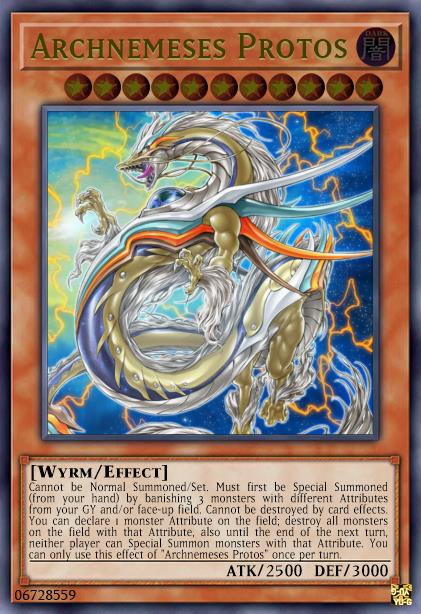 ARCHNEMESES PROTOS
DARK
闇
[WYRM/EFFECT]
Cannot be Normal Summoned/Set. Must first be Special Summoned
(from your hand) by banishing 3 monsters with different Attributes
from your GY and/or face-up field. Cannot be destroyed by card effects.
You can declare 1 monster Attribute on the field; destroy all monsters
on the field with that Attribute, also until the end of the next turn,
neither player can Special Summon monsters with that Attribute. You
can only use this effect of "Archnemeses Protos" once per turn.
ATK/2500 DEF/3000
06728559